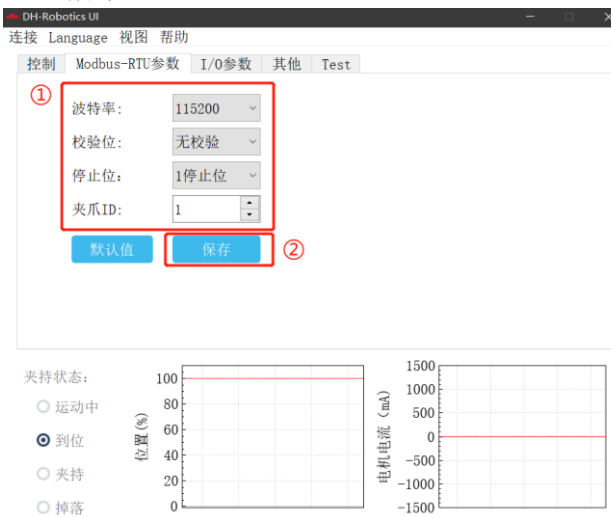 DH-Robotics UI
连接 Language 视图 帮助
控制 Modbus-RTU参数 I/O参数 其他 Test
①
波特率: 115200
校验位: 无校验
停止位: 1停止位
夹爪ID: 1
默认值 保存 ②
夹持状态:
运动中
到位
夹持
掉落
位置(%)
100
80
60
40
20
0
电机电流 (mA)
1500
1000
500
0
-500
-1000
-1500